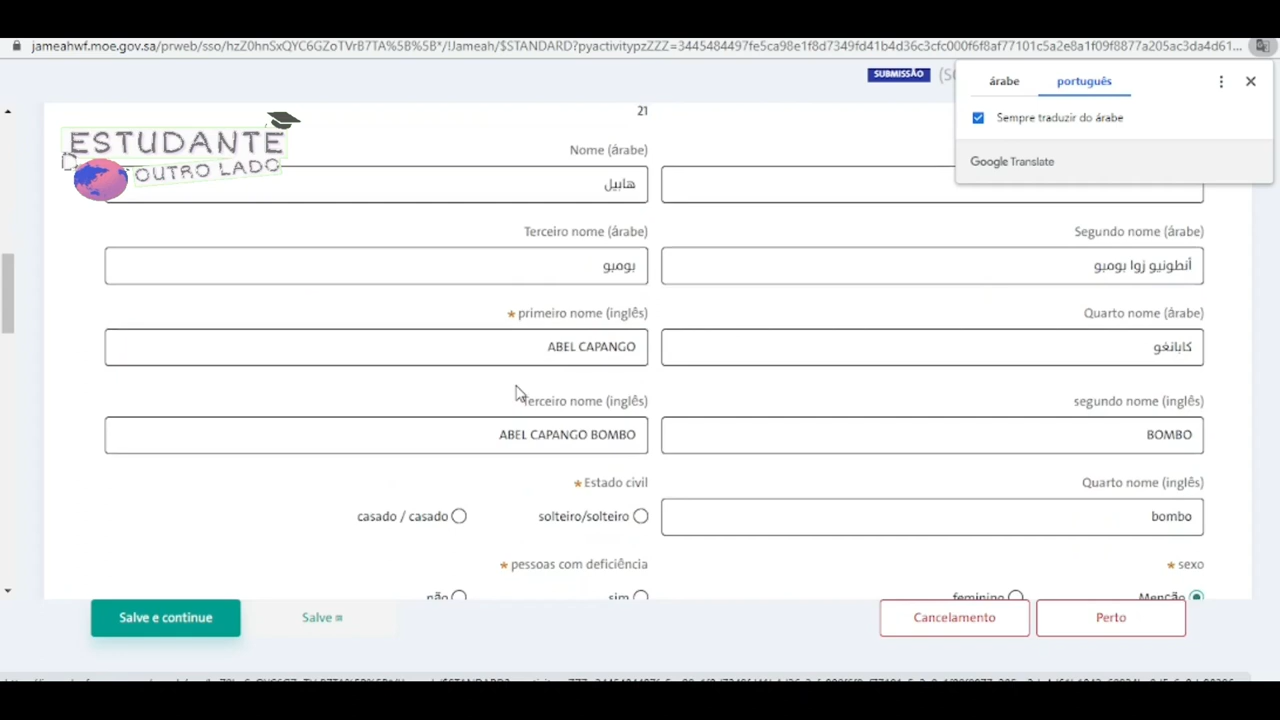 jameahwf.moe.gov.sa/prweb/sso/hzZ0hnSxQYC6GZoTVrB7TA%5B%5B*/!Jameah/$STANDARD?pyactivitypzZZZ=3445484497fe5ca98e1f8d7349fd41b4d36c3cfc000f6f8af77101c5a2e8a1f09f8877a205ac3da4d61...
SUBMISSÃO
árabe português
Sempre traduzir do árabe
Google Translate
21
ESTUDANTE
OUTRO LADO
Nome (árabe)
هابيل
Terceiro nome (árabe) Segundo nome (árabe)
بومبو أنطونيو زوا بومبو
* primeiro nome (inglês) Quarto nome (árabe)
ABEL CAPANGO كابانغو
Terceiro nome (inglês) segundo nome (inglês)
ABEL CAPANGO BOMBO BOMBO
* Estado civil Quarto nome (inglês)
casado / casado solteiro/solteiro bombo
* pessoas com deficiência * sexo
não sim feminino Menção
Salve e continue Salve Cancelamento Perto